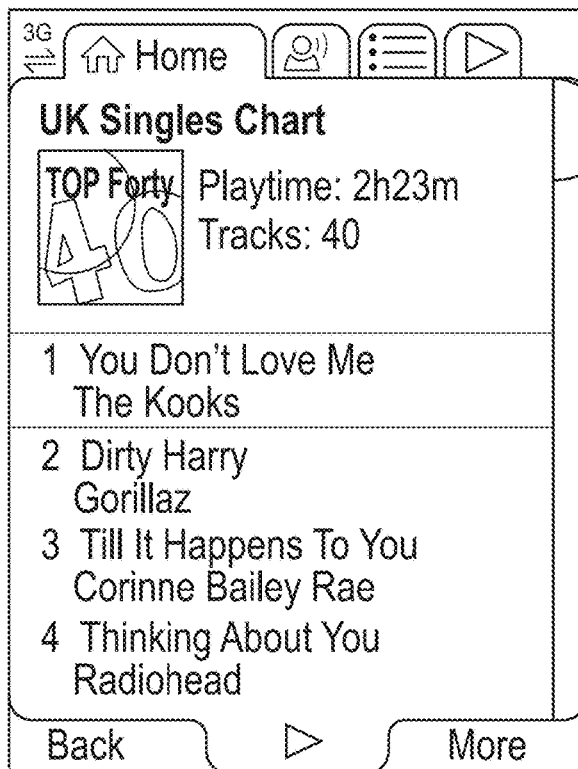 3G
Home
UK Singles Chart
TOP Forty
40
Playtime: 2h23m
Tracks: 40
1 You Don't Love Me
The Kooks
2 Dirty Harry
Gorillaz
3 Till It Happens To You
Corinne Bailey Rae
4 Thinking About You
Radiohead
Back
More